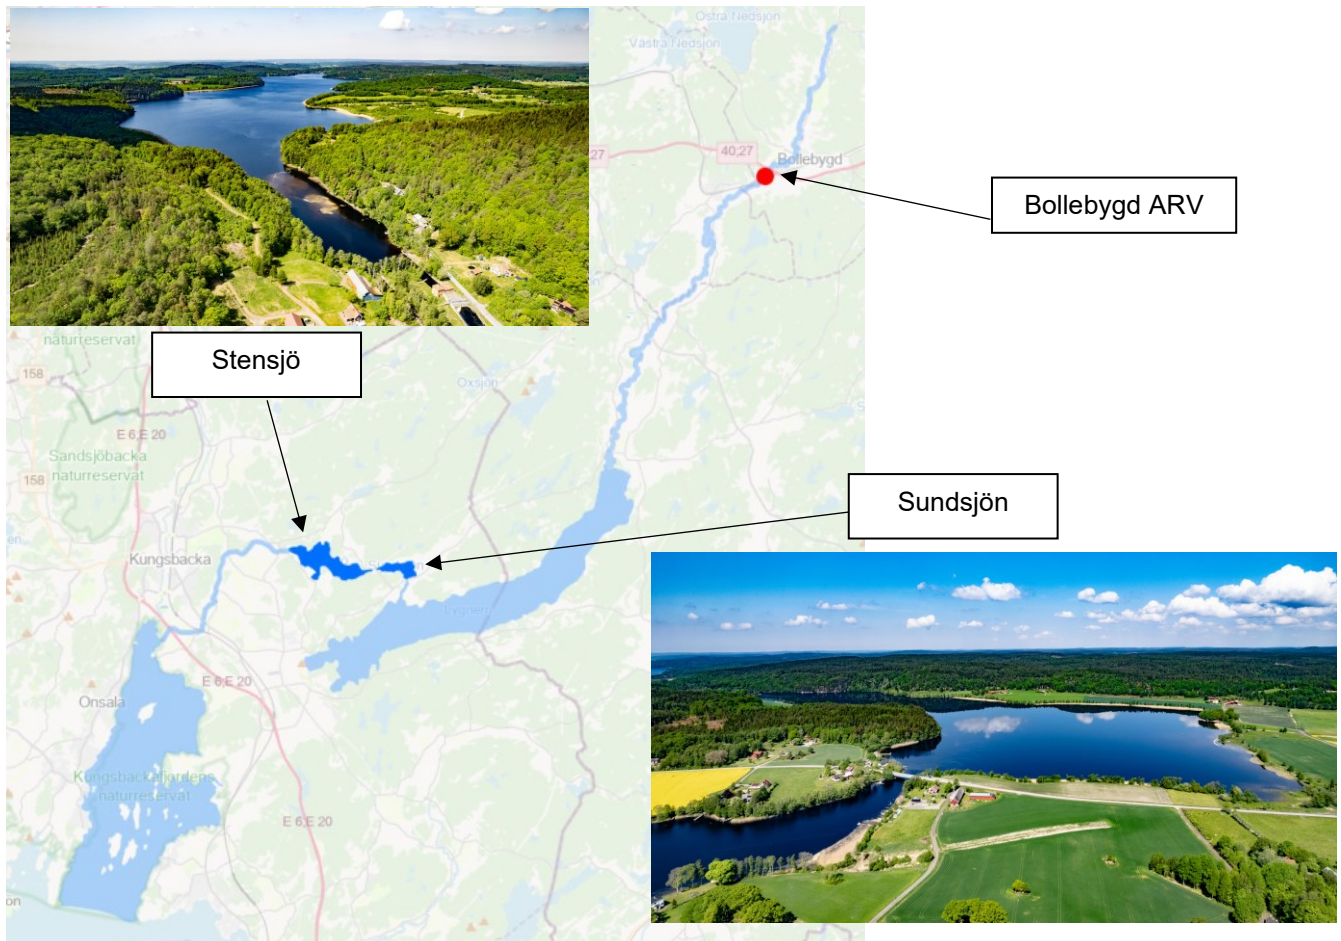 Östra Nedsjön
Västra Nedsjön
40;27
27
Bollebygd
Bollebygd ARV
naturreservat
Stensjö
158
Oxsjön
E 6;E 20
Sandsjöbacka
naturreservat
158
Sundsjön
Kungsbacka
Lygnern
E 6;E 20
Onsala
Kungsbackafjordens
naturreservat
E 6;E 20